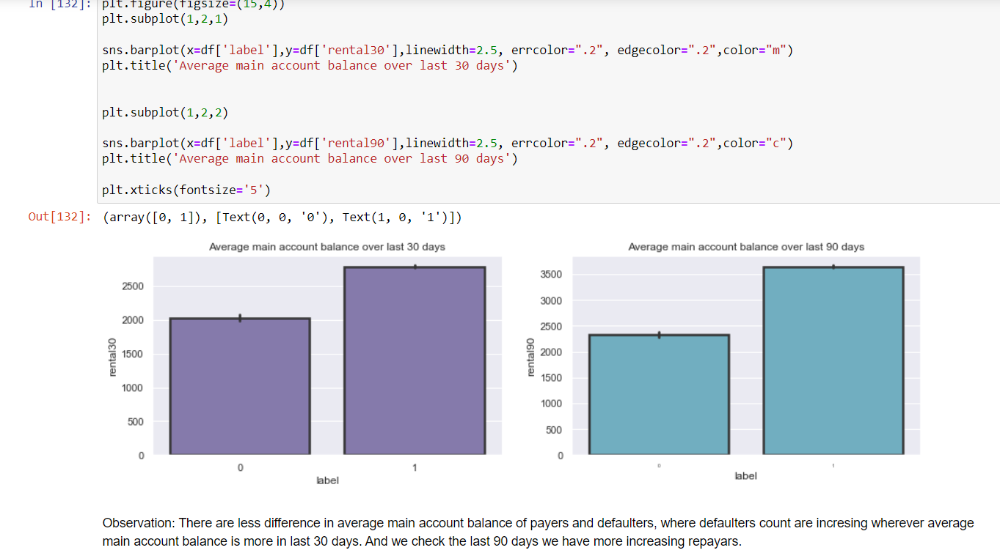 In [132]: plt.figure(figsize=(15,4))
plt.subplot(1,2,1)
sns.barplot(x=df['label'],y=df['rental30'],linewidth=2.5, errcolor=".2", edgecolor=".2",color="m")
plt.title('Average main account balance over last 30 days')
plt.subplot(1,2,2)
sns.barplot(x=df['label'],y=df['rental90'],linewidth=2.5, errcolor=".2", edgecolor=".2",color="c")
plt.title('Average main account balance over last 90 days')
plt.xticks(fontsize='5')
Out[132]: (array([0, 1]), [Text(0, 0, '0'), Text(1, 0, '1')])
Average main account balance over last 30 days
2500
2000
1500
1000
500
0
rental30
0 1
label
Average main account balance over last 90 days
3500
3000
2500
2000
1500
1000
500
0
rental90
0 1
label
Observation: There are less difference in average main account balance of payers and defaulters, where defaulters count are incresing wherever average
main account balance is more in last 30 days. And we check the last 90 days we have more increasing repayars.